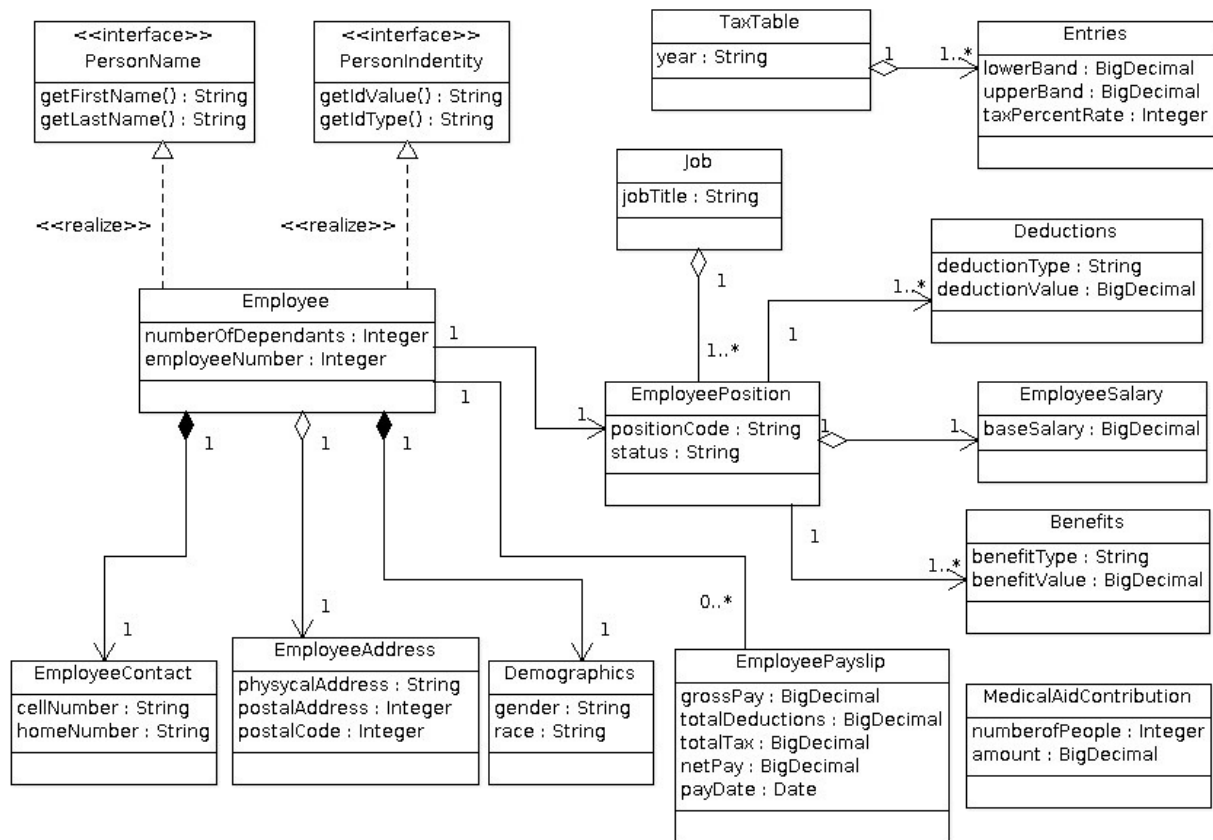 <<interface>>
PersonName
getFirstName() : String
getLastName() : String
<<interface>>
PersonIndentity
getIdValue() : String
getIdType() : String
TaxTable
year : String
1
1..*
Entries
lowerBand : BigDecimal
upperBand : BigDecimal
taxPercentRate : Integer
Job
jobTitle : String
1
1..*
<<realize>>
<<realize>>
Deductions
deductionType : String
deductionValue : BigDecimal
1..*
1
Employee
numberOfDependants : Integer
employeeNumber : Integer
1
1
1
EmployeePosition
positionCode : String
status : String
1
1
EmployeeSalary
baseSalary : BigDecimal
1
1
1
1
1..*
Benefits
benefitType : String
benefitValue : BigDecimal
0..*
1
1
1
EmployeeContact
cellNumber : String
homeNumber : String
EmployeeAddress
physycalAddress : String
postalAddress : Integer
postalCode : Integer
Demographics
gender : String
race : String
EmployeePayslip
grossPay : BigDecimal
totalDeductions : BigDecimal
totalTax : BigDecimal
netPay : BigDecimal
payDate : Date
MedicalAidContribution
numberofPeople : Integer
amount : BigDecimal